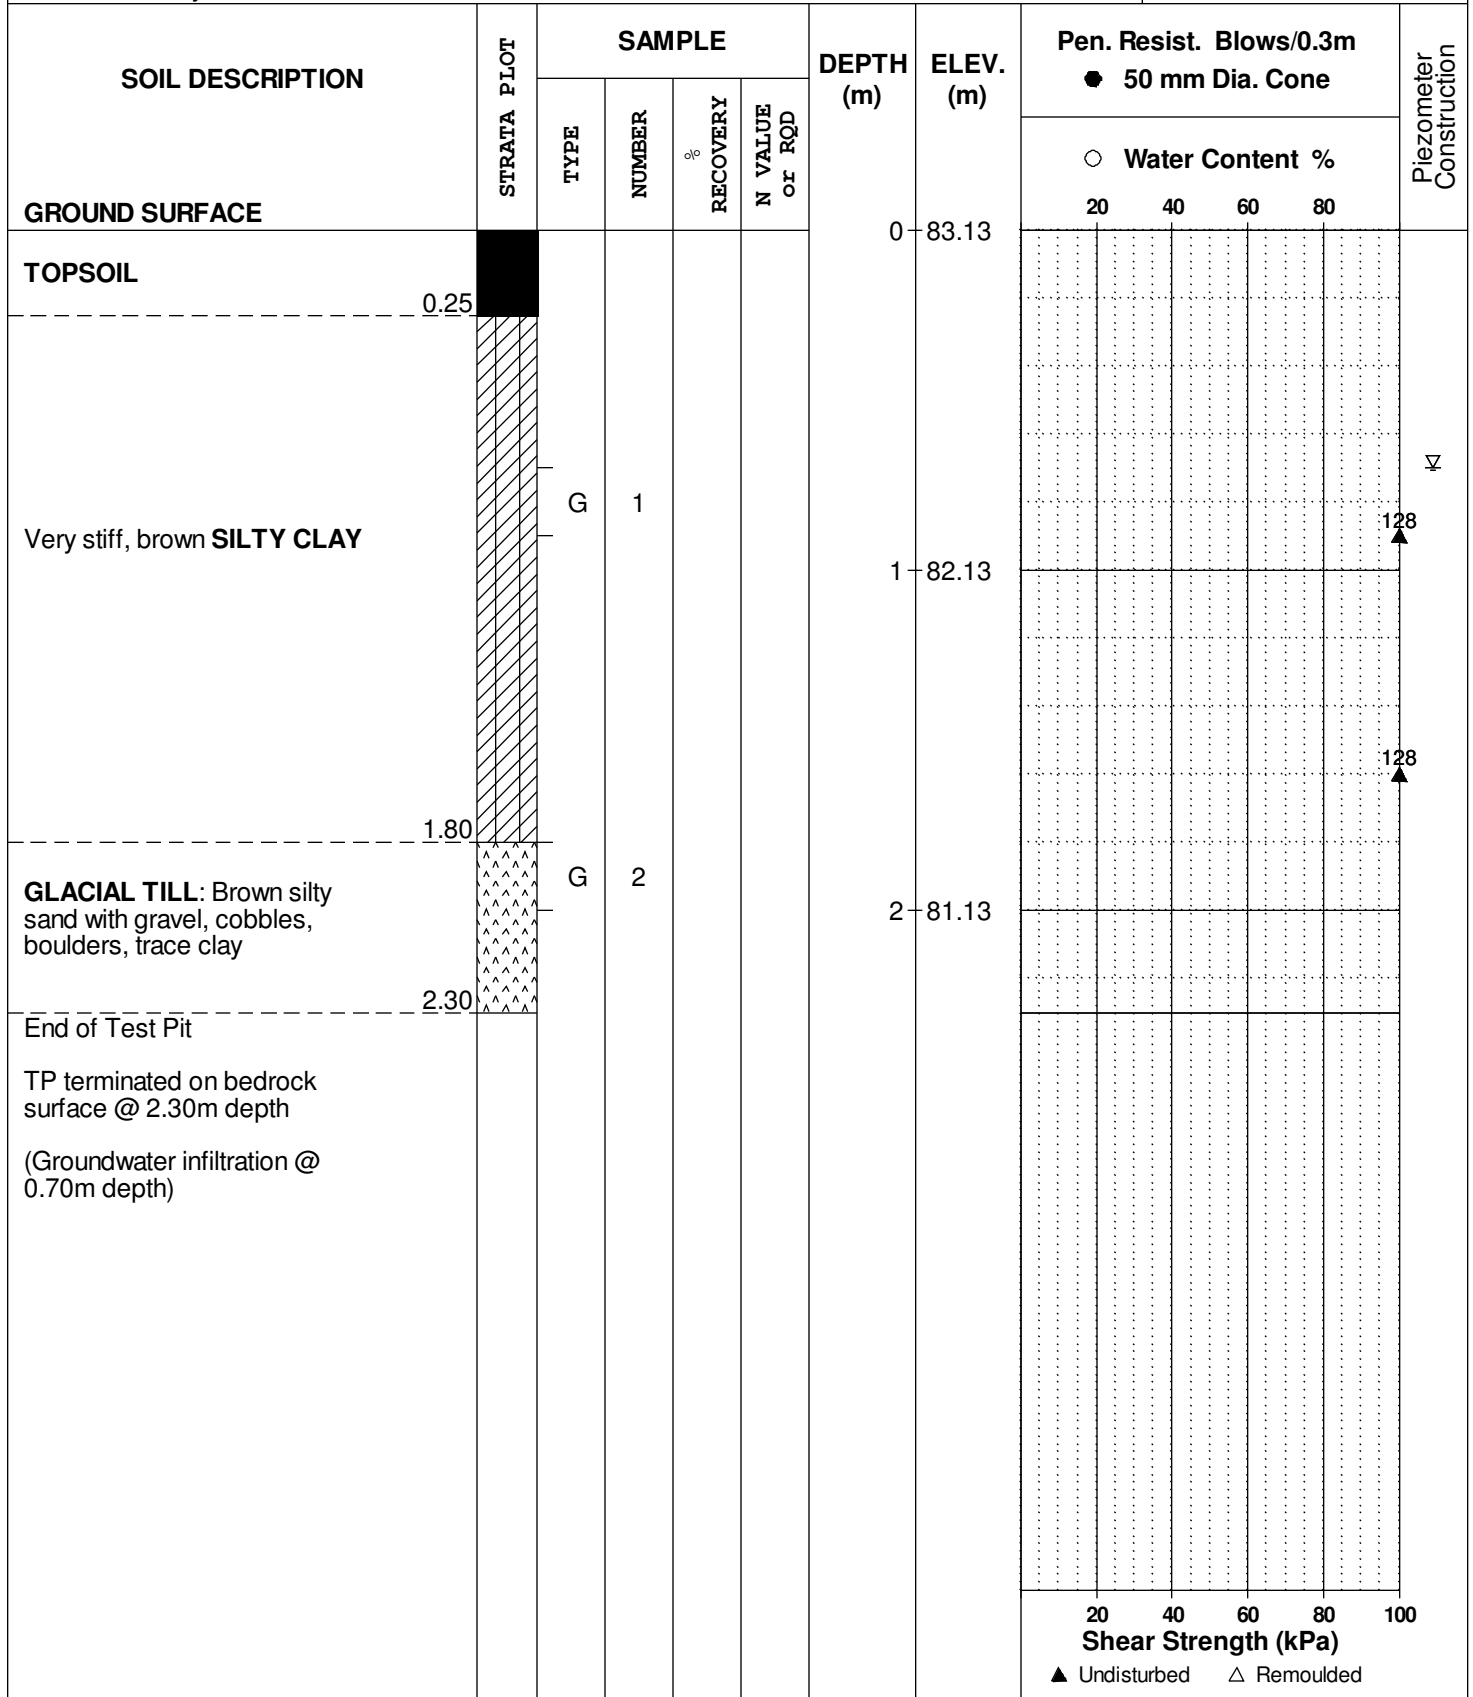 SOIL DESCRIPTION
GROUND SURFACE
STRATA PLOT
SAMPLE
TYPE
NUMBER
%
RECOVERY
N VALUE
or RQD
DEPTH
(m)
ELEV.
(m)
Pen. Resist. Blows/0.3m
● 50 mm Dia. Cone
○ Water Content %
20 40 60 80
Piezometer
Construction
0 83.13
TOPSOIL
0.25
G 1
128
Very stiff, brown SILTY CLAY
1 82.13
128
1.80
G 2
GLACIAL TILL: Brown silty
sand with gravel, cobbles,
boulders, trace clay
2 81.13
2.30
End of Test Pit
TP terminated on bedrock
surface @ 2.30m depth
(Groundwater infiltration @
0.70m depth)
20 40 60 80 100
Shear Strength (kPa)
▲ Undisturbed △ Remoulded